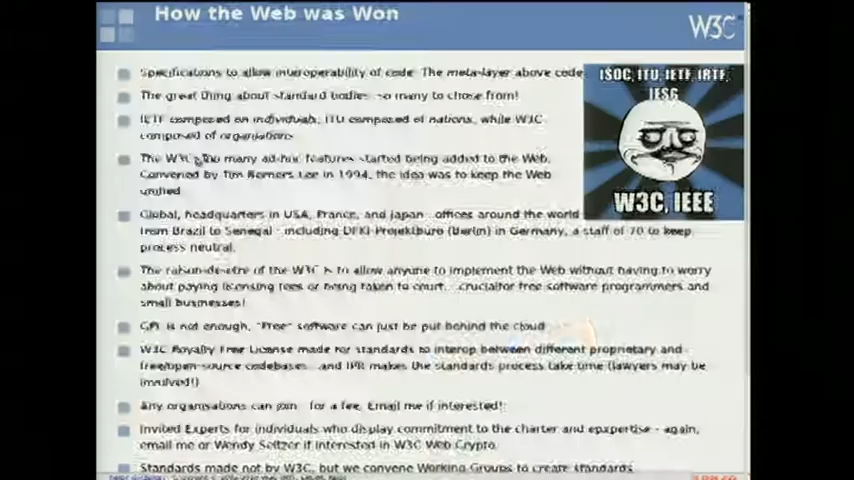 How the Web was Won
W3C
Specifications to allow interoperability of code. The meta-layer above code.
The great thing about standard bodies - so many to chose from!
IETF composed on individuals, ITU composed of nations, while W3C
composed of organisations
The W3C: Too many ad-hoc features started being added to the Web.
Convened by Tim Berners-Lee in 1994, the idea was to keep the Web
unified.
Global, headquarters in USA, France, and Japan - offices around the world
from Brazil to Senegal - including DFKI Projektbüro (Berlin) in Germany, a staff of 70 to keep
process neutral.
The raison-de-etre of the W3C is to allow anyone to implement the Web without having to worry
about paying licensing fees or being taken to court - crucial for free software programmers and
small businesses!
GPL is not enough, "Free" software can just be put behind the cloud
W3C Royalty Free License made for standards to interop between different proprietary and
free/open-source codebases - and IPR makes the standards process take time (lawyers may be
involved!)
Any organisations can join - for a fee. Email me if interested!
Invited Experts for individuals who display commitment to the charter and epxpertise - again,
email me or Wendy Seltzer if interested in W3C Web Crypto.
Standards made not by W3C, but we convene Working Groups to create standards
ISOC, ITU, IETF, IRTF,
IESG
W3C, IEEE